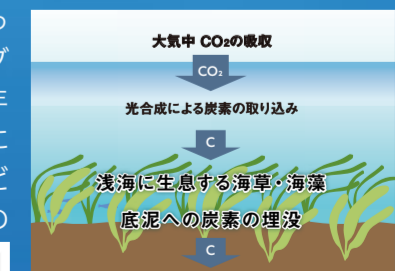 大気中 CO₂の吸収
CO₂
光合成による炭素の取り込み
C
浅海に生息する海草・海藻
底泥への炭素の埋没
C